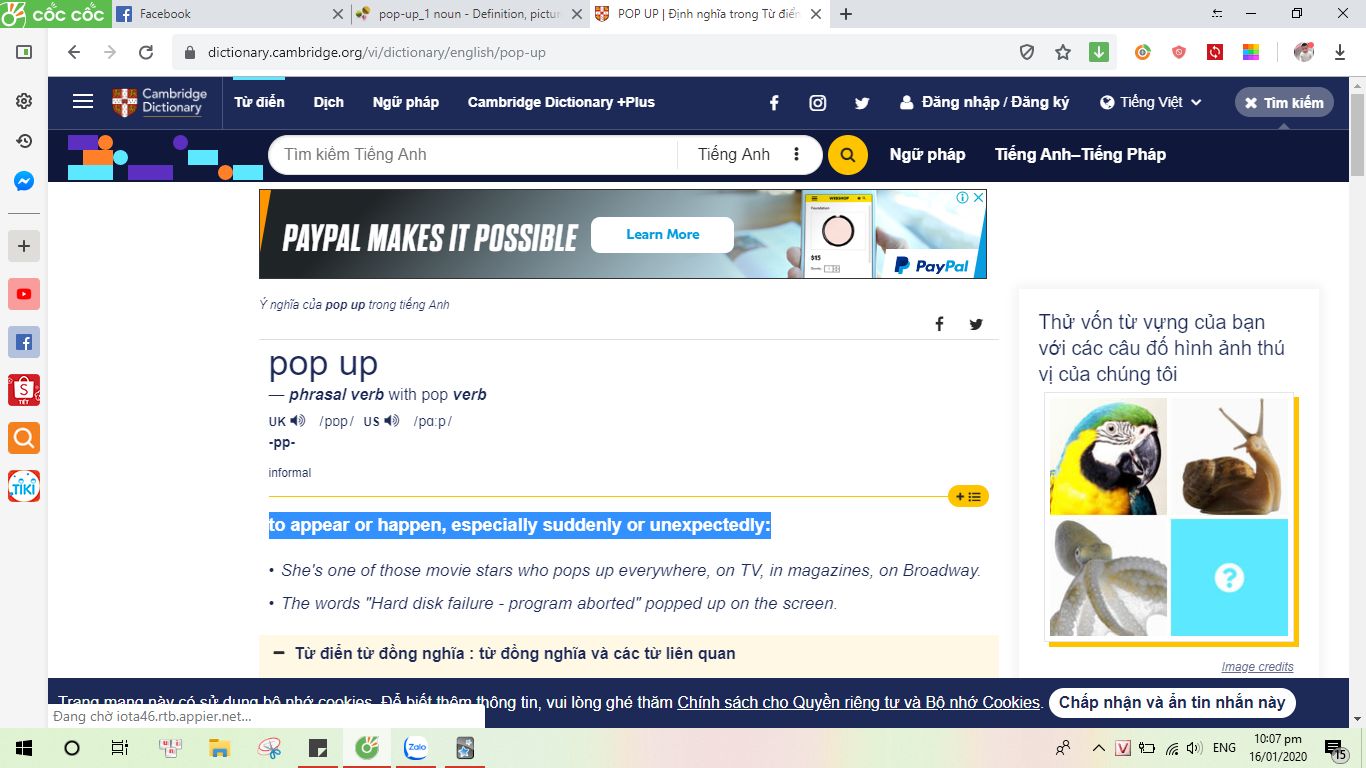 cốc cốc
Facebook
pop-up_1 noun - Definition, pictu
POP UP | Định nghĩa trong Từ điển
dictionary.cambridge.org/vi/dictionary/english/pop-up
Cambridge
Dictionary
Từ điển
Dịch
Ngữ pháp
Cambridge Dictionary +Plus
Đăng nhập / Đăng ký
Tiếng Việt
Tìm kiếm
Tìm kiếm Tiếng Anh
Tiếng Anh
Ngữ pháp
Tiếng Anh–Tiếng Pháp
PAYPAL MAKES IT POSSIBLE
Learn More
WEBSHOP
$15
PayPal
Ý nghĩa của pop up trong tiếng Anh
pop up
— phrasal verb with pop verb
UK /pɒp/ US /pɑːp/
-pp-
informal
to appear or happen, especially suddenly or unexpectedly:
• She's one of those movie stars who pops up everywhere, on TV, in magazines, on Broadway.
• The words "Hard disk failure - program aborted" popped up on the screen.
Từ điển từ đồng nghĩa : từ đồng nghĩa và các từ liên quan
Thử vốn từ vựng của bạn
với các câu đố hình ảnh thú
vị của chúng tôi
?
Image credits
Trang mạng này có sử dụng bộ nhớ cookies. Để biết thêm thông tin, vui lòng ghé thăm Chính sách cho Quyền riêng tư và Bộ nhớ Cookies.
Chấp nhận và ẩn tin nhắn này
Đang chờ iota46.rtb.appier.net...
TẾT
TIKI
Zalo
V
ENG
10:07 pm
16/01/2020
15